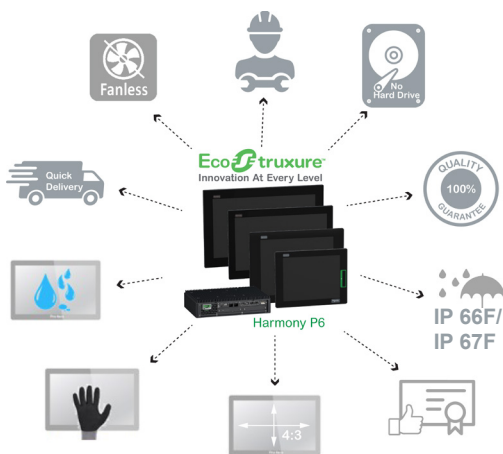 Fanless
No
Hard Drive
EcoStruxure™
Innovation At Every Level
Quick
Delivery
QUALITY
100%
GUARANTEE
IP 66F/
IP 67F
Harmony P6
4:3